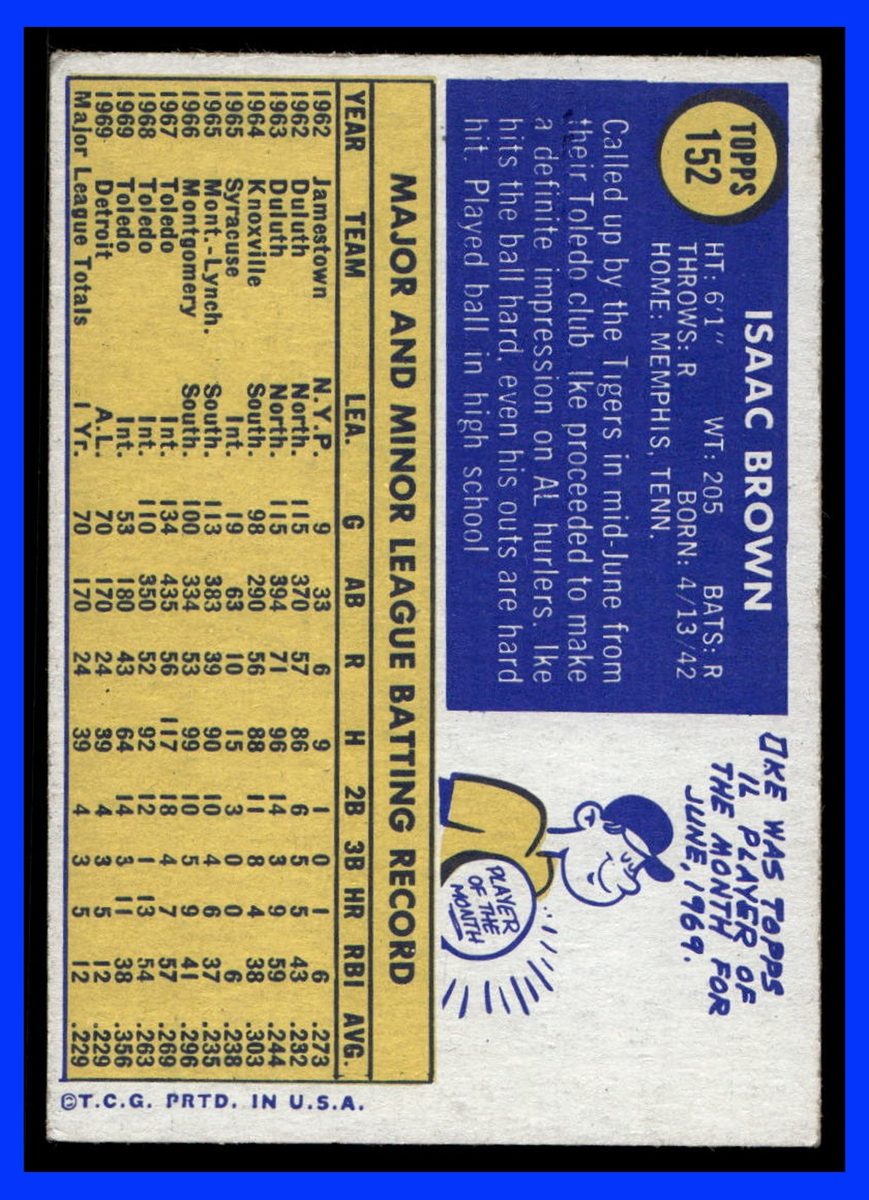 TOPPS
152
ISAAC BROWN
HT: 6'1" WT: 205 BATS: R
THROWS: R BORN: 4/13/42
HOME: MEMPHIS, TENN.
Called up by the Tigers in mid-June from
their Toledo club, Ike proceeded to make
a definite impression on AL hurlers. Ike
hits the ball hard, even his outs are hard
hit. Played ball in high school
IKE WAS TOPPS
IL PLAYER OF
THE MONTH FOR
JUNE, 1969.
PLAYER
OF THE
MONTH
MAJOR AND MINOR LEAGUE BATTING RECORD
YEAR TEAM LEA. G AB R H 2B 3B HR RBI AVG.
1962 Jamestown N.Y.P. 9 33 6 9 1 0 1 6 .273
1962 Duluth North. 115 370 57 86 6 5 5 43 .232
1963 Duluth North. 115 394 71 96 14 3 9 59 .244
1964 Knoxville South. 98 290 56 88 11 8 4 38 .303
1965 Syracuse Int. 19 63 10 15 3 0 0 6 .238
1965 Mont.-Lynch. South. 113 383 39 90 10 4 6 37 .235
1966 Montgomery South. 100 334 53 99 10 5 9 41 .296
1967 Toledo Int. 134 435 56 117 18 4 7 57 .269
1968 Toledo Int. 110 350 52 92 12 1 13 54 .263
1969 Toledo Int. 53 180 43 64 14 3 11 38 .356
1969 Detroit A.L. 70 170 24 39 4 3 5 12 .229
Major League Totals 1 Yr. 70 170 24 39 4 3 5 12 .229
©T.C.G. PRTD. IN U.S.A.